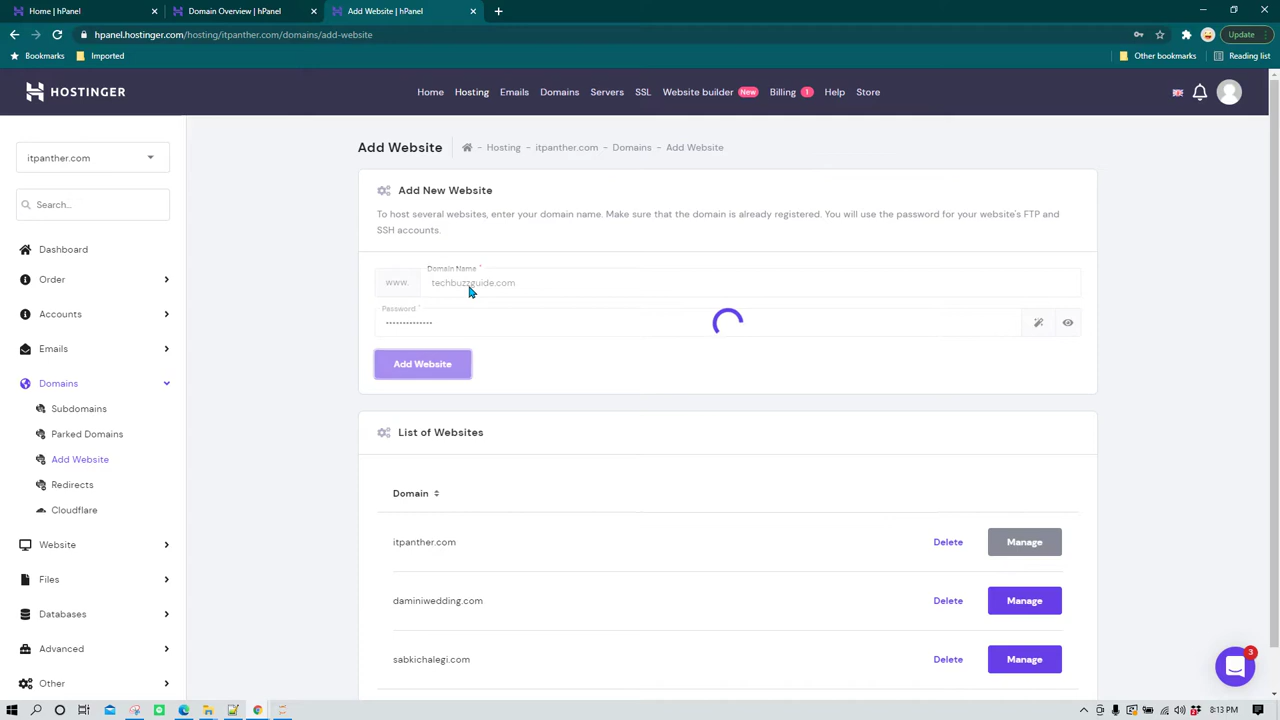 Home | hPanel
Domain Overview | hPanel
Add Website | hPanel
hpanel.hostinger.com/hosting/itpanther.com/domains/add-website
Update
Bookmarks
Imported
Other bookmarks
Reading list
HOSTINGER
Home
Hosting
Emails
Domains
Servers
SSL
Website builder New
Billing 1
Help
Store
itpanther.com
Search...
Dashboard
Order
Accounts
Emails
Domains
Subdomains
Parked Domains
Add Website
Redirects
Cloudflare
Website
Files
Databases
Advanced
Other
Add Website
- Hosting - itpanther.com - Domains - Add Website
Add New Website
To host several websites, enter your domain name. Make sure that the domain is already registered. You will use the password for your website's FTP and
SSH accounts.
Domain Name *
www. techbuzzguide.com
Password *
••••••••••••••
Add Website
List of Websites
Domain
itpanther.com Delete Manage
daminiwedding.com Delete Manage
sabkichalegi.com Delete Manage
3
8:13 PM